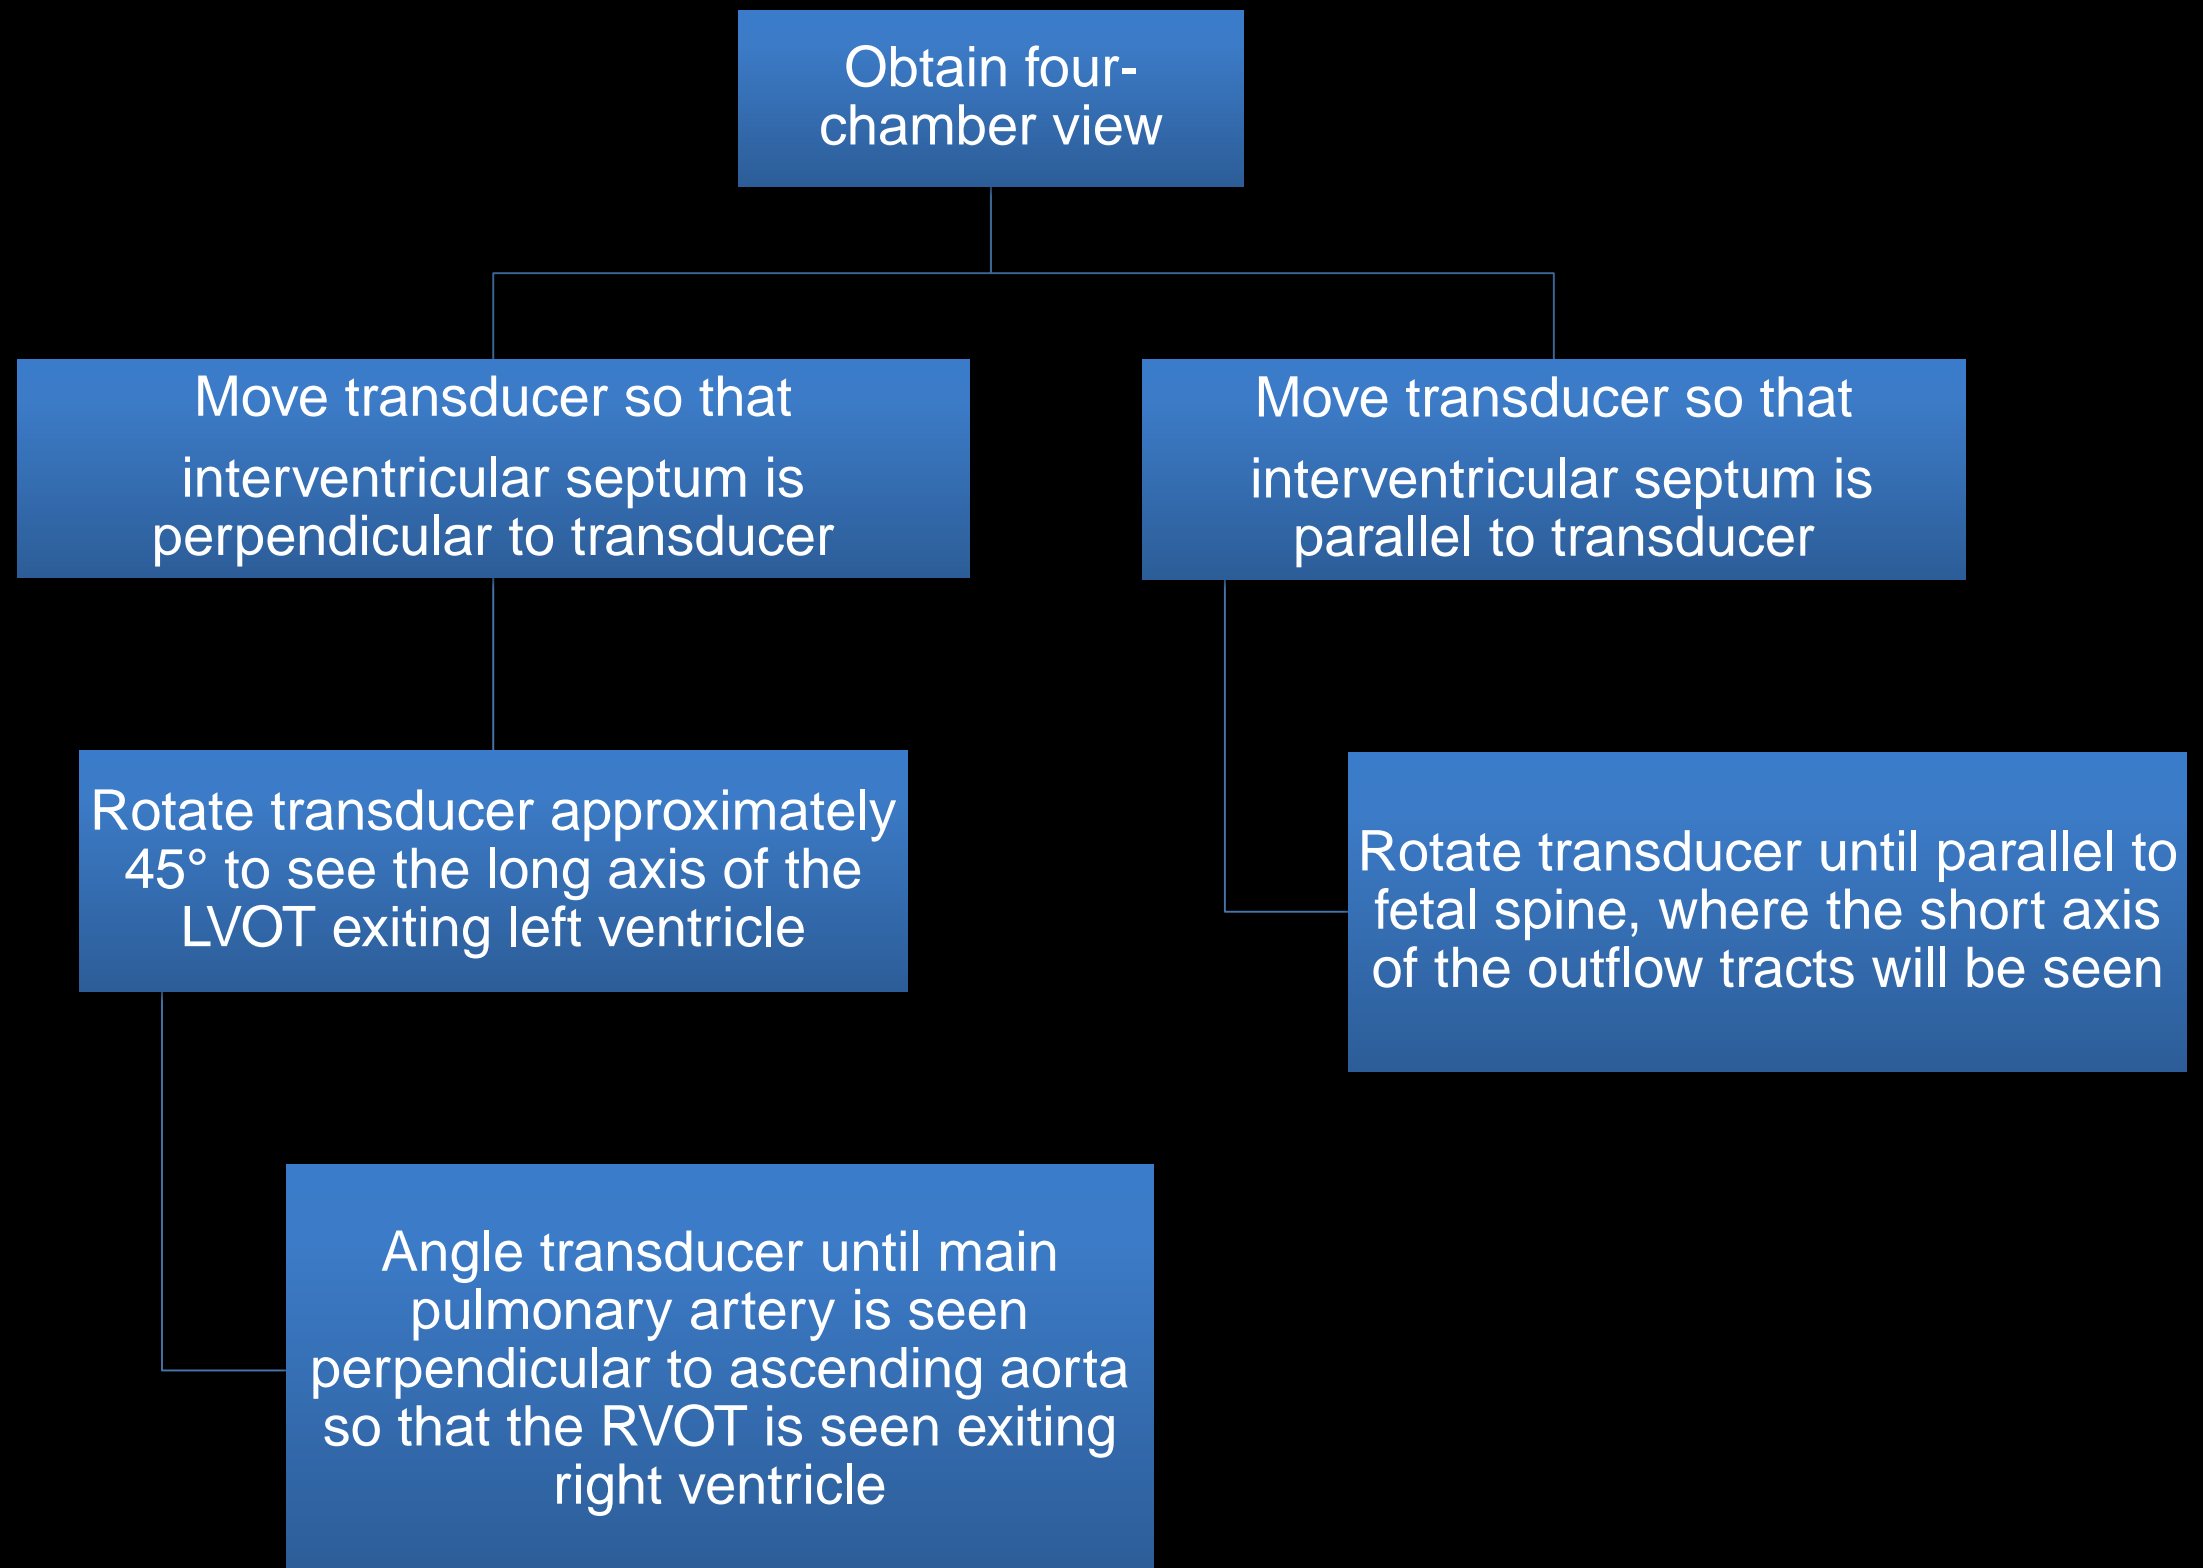 Obtain four-
chamber view
Move transducer so that
interventricular septum is
perpendicular to transducer
Move transducer so that
interventricular septum is
parallel to transducer
Rotate transducer approximately
45° to see the long axis of the
LVOT exiting left ventricle
Rotate transducer until parallel to
fetal spine, where the short axis
of the outflow tracts will be seen
Angle transducer until main
pulmonary artery is seen
perpendicular to ascending aorta
so that the RVOT is seen exiting
right ventricle